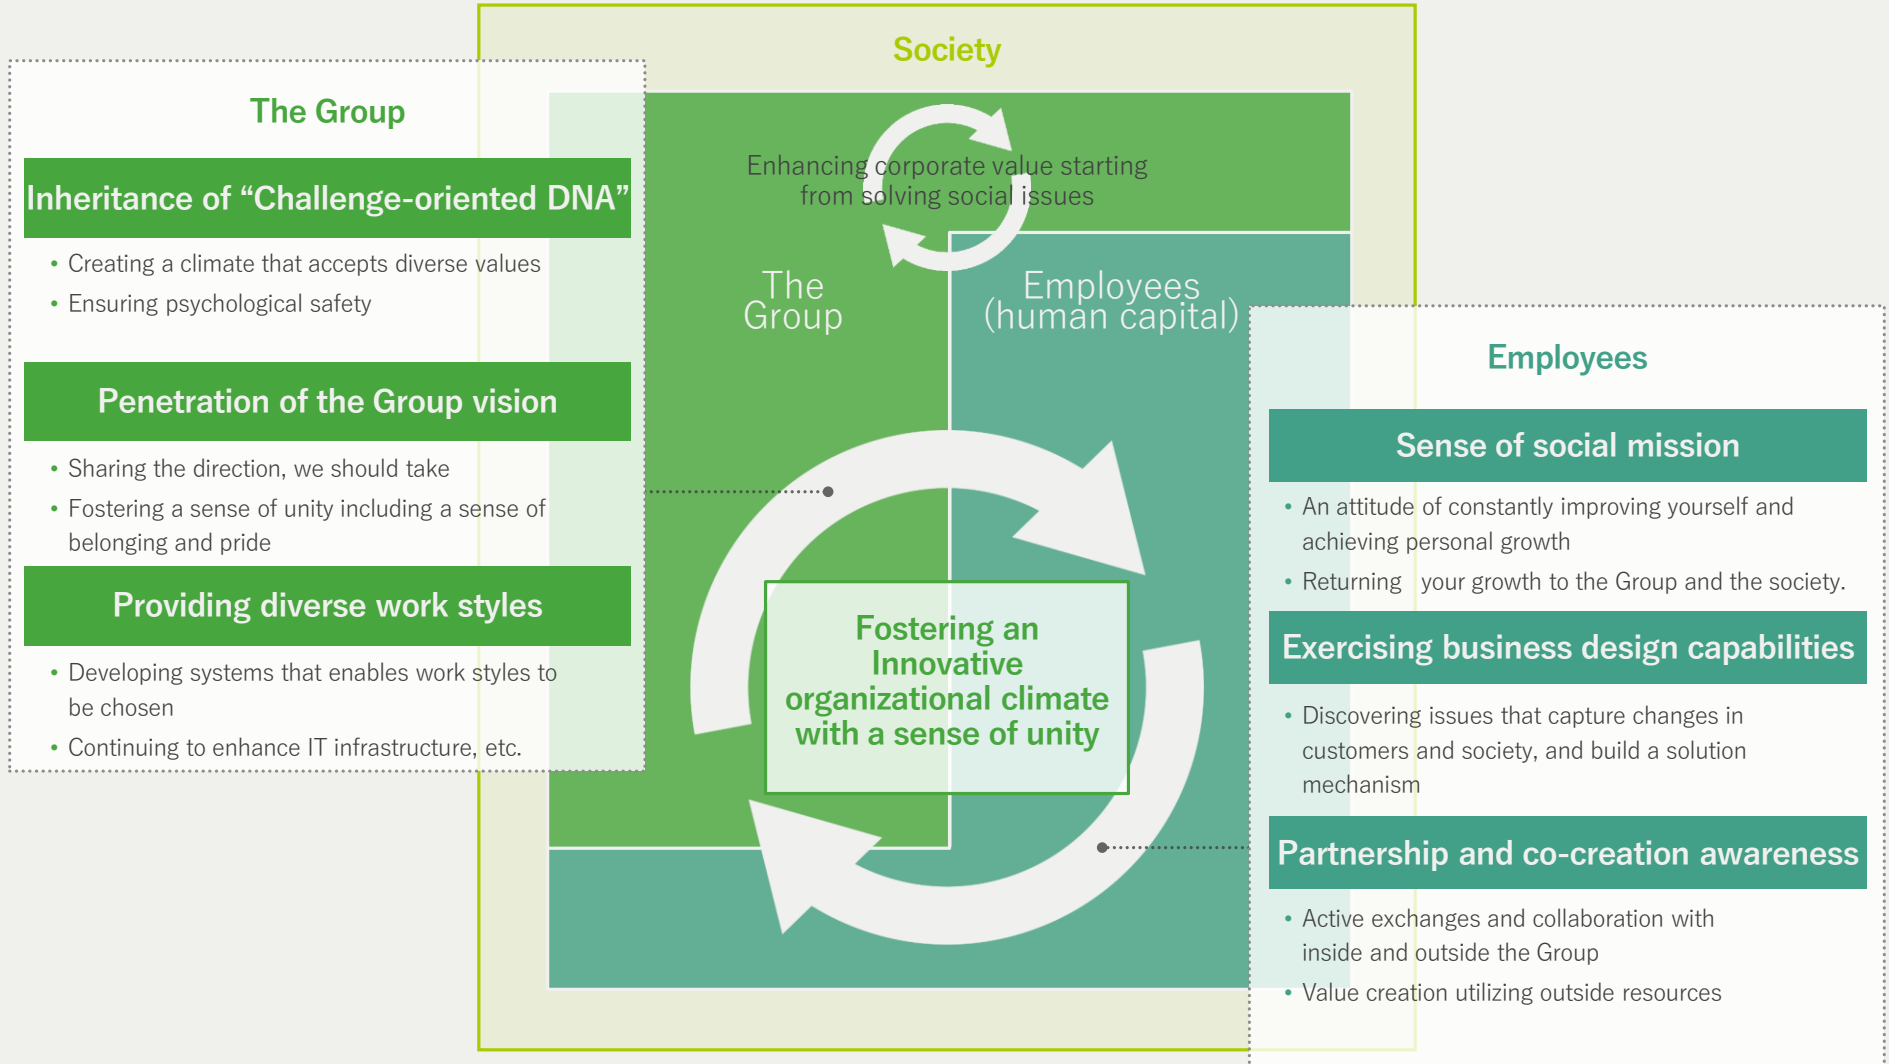 Society
The Group
Inheritance of “Challenge-oriented DNA”
• Creating a climate that accepts diverse values
• Ensuring psychological safety
Penetration of the Group vision
• Sharing the direction, we should take
• Fostering a sense of unity including a sense of
belonging and pride
Providing diverse work styles
• Developing systems that enables work styles to
be chosen
• Continuing to enhance IT infrastructure, etc.
Enhancing corporate value starting
from solving social issues
The
Group
Employees
(human capital)
Fostering an
Innovative
organizational climate
with a sense of unity
Employees
Sense of social mission
• An attitude of constantly improving yourself and
achieving personal growth
• Returning your growth to the Group and the society.
Exercising business design capabilities
• Discovering issues that capture changes in
customers and society, and build a solution
mechanism
Partnership and co-creation awareness
• Active exchanges and collaboration with
inside and outside the Group
• Value creation utilizing outside resources